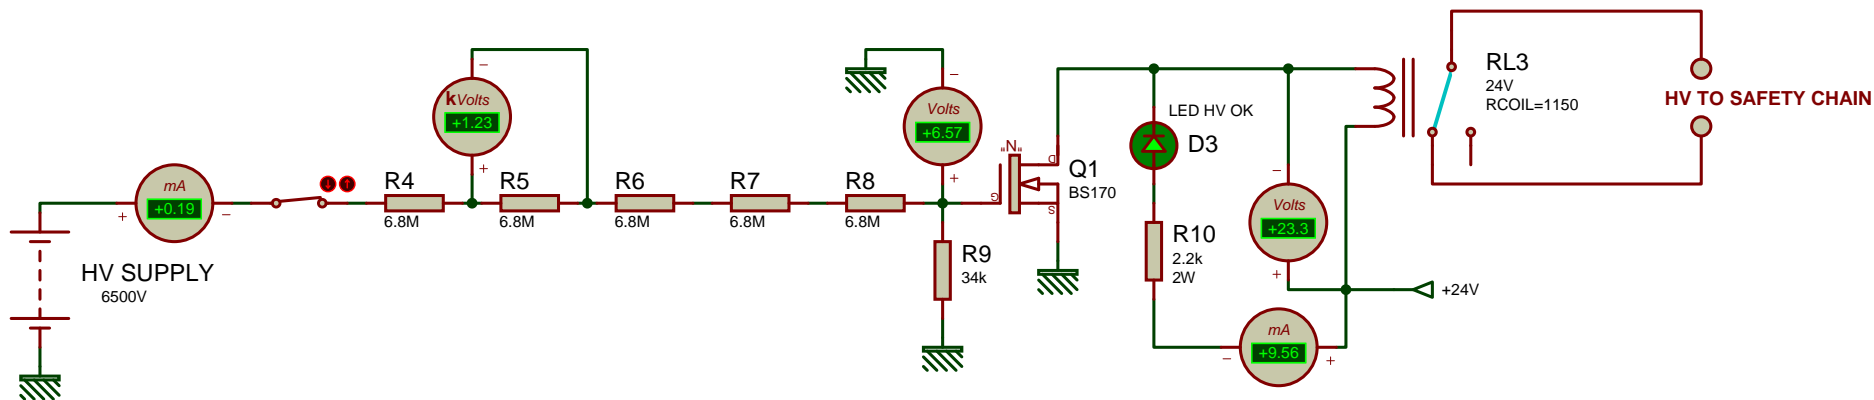 mA
+0.19
+
−
HV SUPPLY
6500V
R4
6.8M
kVolts
+1.23
−
+
R5
6.8M
R6
6.8M
R7
6.8M
R8
6.8M
Volts
+6.57
−
+
R9
34k
"N"
D
G
S
Q1
BS170
LED HV OK
D3
R10
2.2k
2W
Volts
+23.3
−
+
mA
+9.56
−
+
+24V
RL3
24V
RCOIL=1150
HV TO SAFETY CHAIN